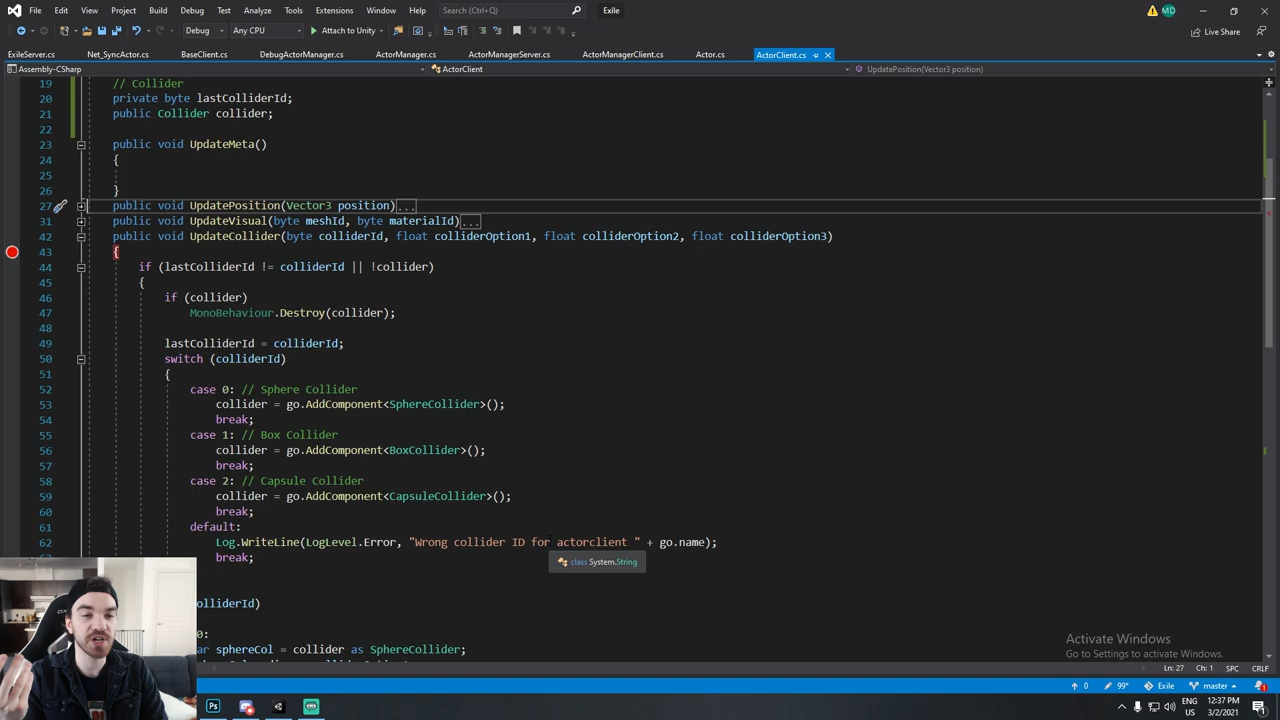 File Edit View Git Project Build Debug Test Analyze Tools Extensions Window Help Search (Ctrl+Q) Exile MD
Debug Any CPU Attach to Unity Live Share
ExileServer.cs Net_SyncActor.cs BaseClient.cs DebugActorManager.cs ActorManager.cs ActorManagerServer.cs ActorManagerClient.cs Actor.cs ActorClient.cs
Assembly-CSharp ActorClient UpdatePosition(Vector3 position)
19 // Collider
20 private byte lastColliderId;
21 public Collider collider;
22
23 public void UpdateMeta()
24 {
25
26 }
27 public void UpdatePosition(Vector3 position)...
31 public void UpdateVisual(byte meshId, byte materialId)...
42 public void UpdateCollider(byte colliderId, float colliderOption1, float colliderOption2, float colliderOption3)
43 {
44 if (lastColliderId != colliderId || !collider)
45 {
46 if (collider)
47 MonoBehaviour.Destroy(collider);
48
49 lastColliderId = colliderId;
50 switch (colliderId)
51 {
52 case 0: // Sphere Collider
53 collider = go.AddComponent<SphereCollider>();
54 break;
55 case 1: // Box Collider
56 collider = go.AddComponent<BoxCollider>();
57 break;
58 case 2: // Capsule Collider
59 collider = go.AddComponent<CapsuleCollider>();
60 break;
61 default:
62 Log.WriteLine(LogLevel.Error, "Wrong collider ID for actorclient " + go.name);
break;
class System.String
olliderId)
0:
ar sphereCol = collider as SphereCollider;
Activate Windows
Go to Settings to activate Windows.
Ln: 27 Ch: 1 SPC CRLF
0 99+ Exile master 1
Ps ENG 12:37 PM
US 3/2/2021